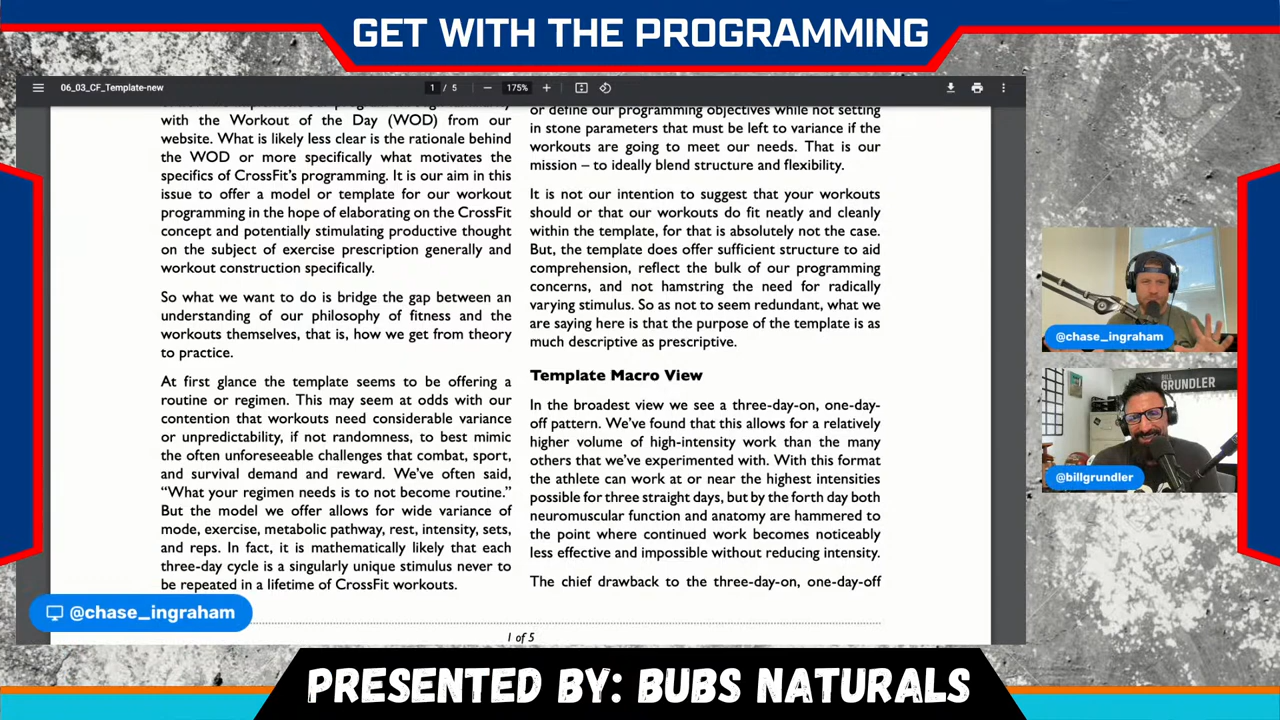 GET WITH THE PROGRAMMING
06_03_CF_Template-new
1 / 5
175%
with the Workout of the Day (WOD) from our
website. What is likely less clear is the rationale behind
the WOD or more specifically what motivates the
specifics of CrossFit's programming. It is our aim in this
issue to offer a model or template for our workout
programming in the hope of elaborating on the CrossFit
concept and potentially stimulating productive thought
on the subject of exercise prescription generally and
workout construction specifically.
So what we want to do is bridge the gap between an
understanding of our philosophy of fitness and the
workouts themselves, that is, how we get from theory
to practice.
At first glance the template seems to be offering a
routine or regimen. This may seem at odds with our
contention that workouts need considerable variance
or unpredictability, if not randomness, to best mimic
the often unforeseeable challenges that combat, sport,
and survival demand and reward. We've often said,
“What your regimen needs is to not become routine.”
But the model we offer allows for wide variance of
mode, exercise, metabolic pathway, rest, intensity, sets,
and reps. In fact, it is mathematically likely that each
three-day cycle is a singularly unique stimulus never to
be repeated in a lifetime of CrossFit workouts.
or define our programming objectives while not setting
in stone parameters that must be left to variance if the
workouts are going to meet our needs. That is our
mission – to ideally blend structure and flexibility.
It is not our intention to suggest that your workouts
should or that our workouts do fit neatly and cleanly
within the template, for that is absolutely not the case.
But, the template does offer sufficient structure to aid
comprehension, reflect the bulk of our programming
concerns, and not hamstring the need for radically
varying stimulus. So as not to seem redundant, what we
are saying here is that the purpose of the template is as
much descriptive as prescriptive.
Template Macro View
In the broadest view we see a three-day-on, one-day-
off pattern. We've found that this allows for a relatively
higher volume of high-intensity work than the many
others that we've experimented with. With this format
the athlete can work at or near the highest intensities
possible for three straight days, but by the forth day both
neuromuscular function and anatomy are hammered to
the point where continued work becomes noticeably
less effective and impossible without reducing intensity.
The chief drawback to the three-day-on, one-day-off
1 of 5
@chase_ingraham
@chase_ingraham
BILL
GRUNDLER
@billgrundler
PRESENTED BY: BUBS NATURALS